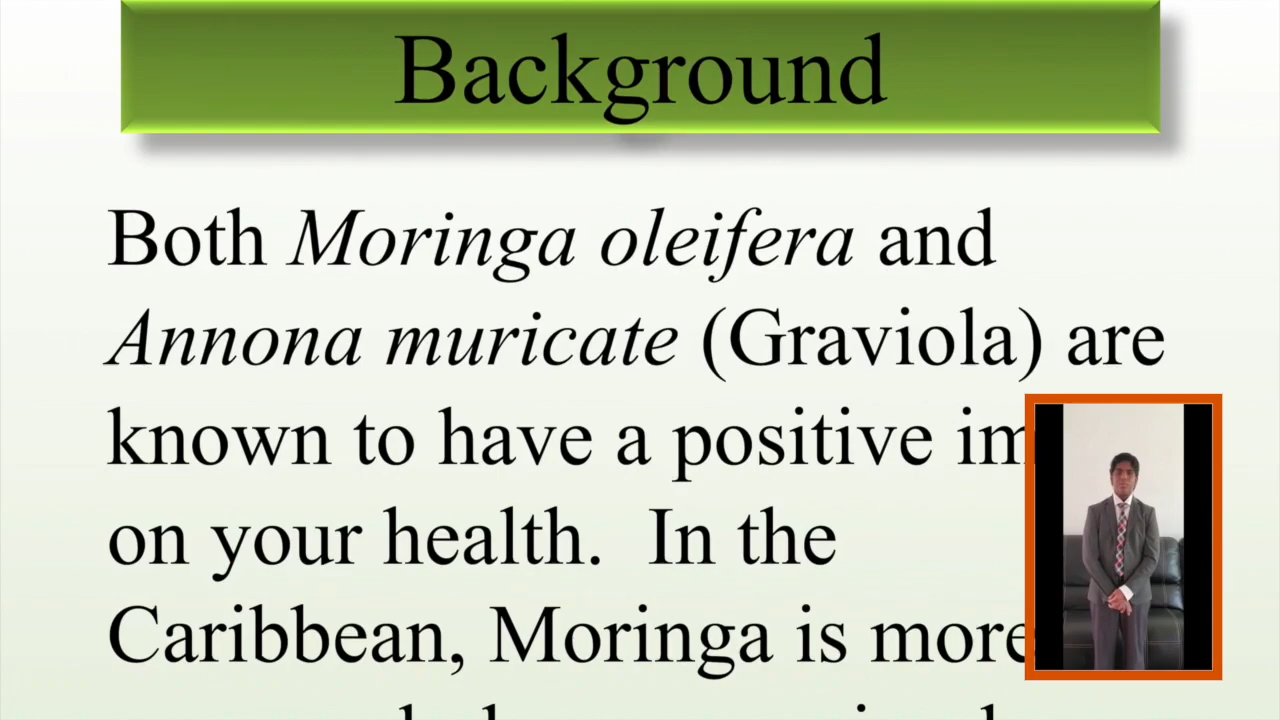 Background
Both Moringa oleifera and
Annona muricate (Graviola) are
known to have a positive im
on your health.  In the
Caribbean, Moringa is more